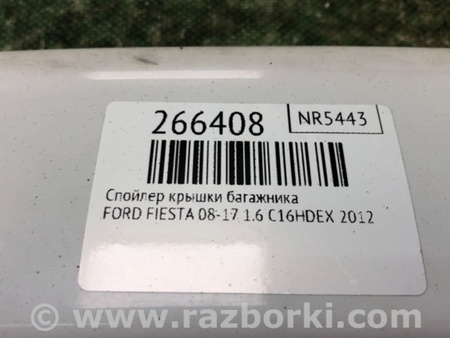 266408
NR5443
Спойлер крышки багажника
FORD FIESTA 08-17 1.6 C16HDEX 2012
www.razborki.com